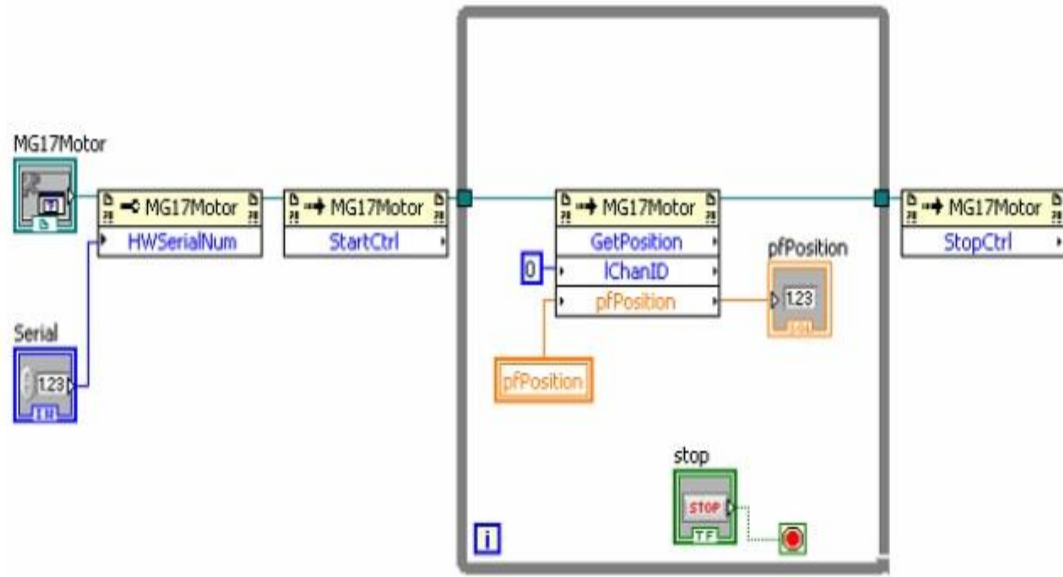 MG17Motor
MG17Motor
HWSerialNum
MG17Motor
StartCtrl
MG17Motor
GetPosition
0
lChanID
pfPosition
pfPosition
1.23
pfPosition
MG17Motor
StopCtrl
Serial
1.23
stop
STOP
TF
i